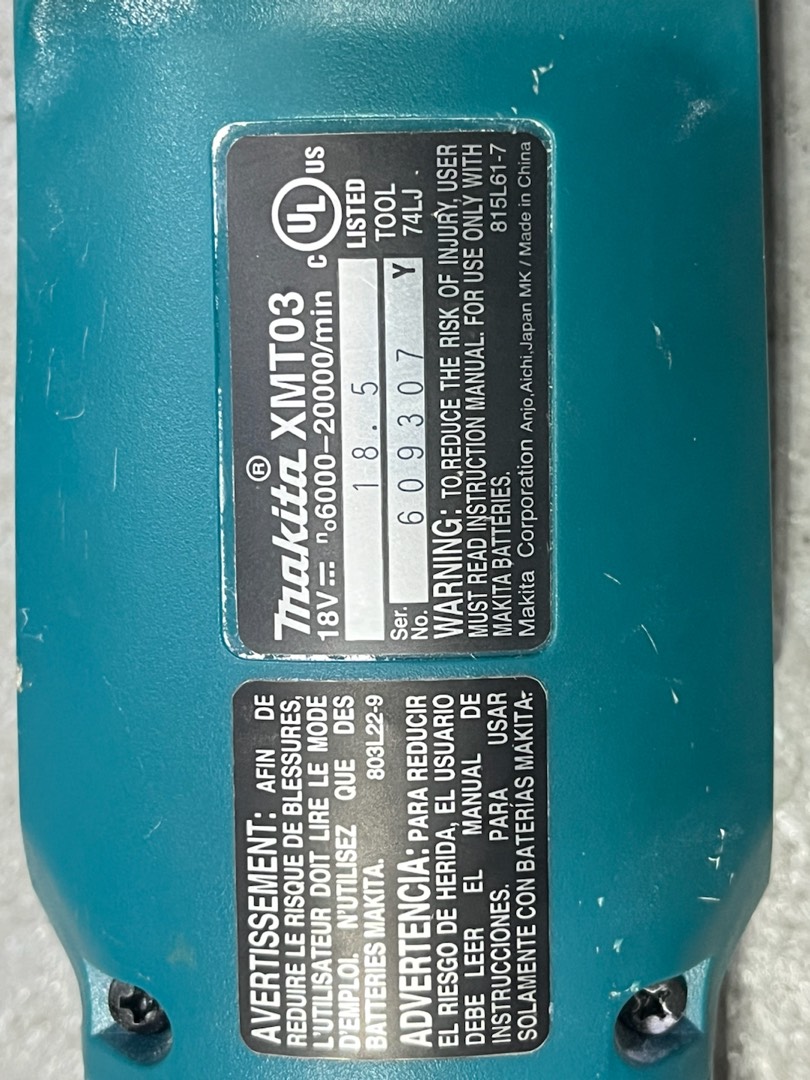 makita® XMT03
18V⎓ n₀6000–20000/min
18.5
Ser.
No. 609307 Y
C UL US
LISTED
TOOL
74LJ
WARNING: TO REDUCE THE RISK OF INJURY, USER
MUST READ INSTRUCTION MANUAL. FOR USE ONLY WITH
MAKITA BATTERIES. 815L61-7
Makita Corporation Anjo,Aichi,Japan MK / Made in China
AVERTISSEMENT: AFIN DE
REDUIRE LE RISQUE DE BLESSURES,
L'UTILISATEUR DOIT LIRE LE MODE
D'EMPLOI. N'UTILISEZ QUE DES
BATTERIES MAKITA. 803L22-9
ADVERTENCIA: PARA REDUCIR
EL RIESGO DE HERIDA, EL USUARIO
DEBE LEER EL MANUAL DE
INSTRUCCIONES. PARA USAR
SOLAMENTE CON BATERÍAS MAKITA.